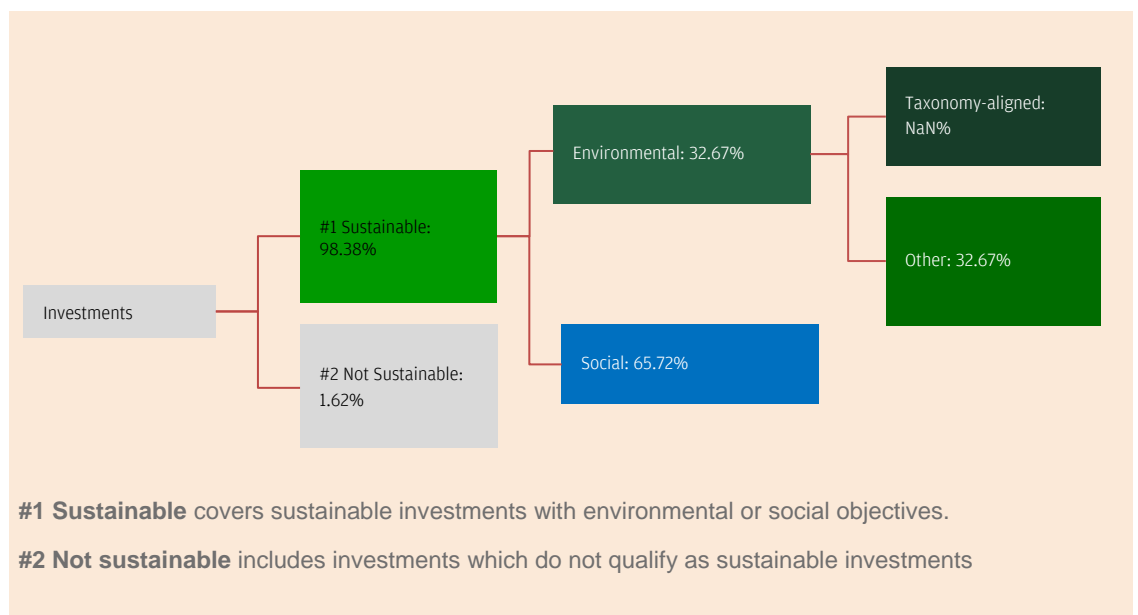 Investments
#1 Sustainable:
98.38%
#2 Not Sustainable:
1.62%
Environmental: 32.67%
Social: 65.72%
Taxonomy-aligned:
NaN%
Other: 32.67%
#1 Sustainable covers sustainable investments with environmental or social objectives.
#2 Not sustainable includes investments which do not qualify as sustainable investments